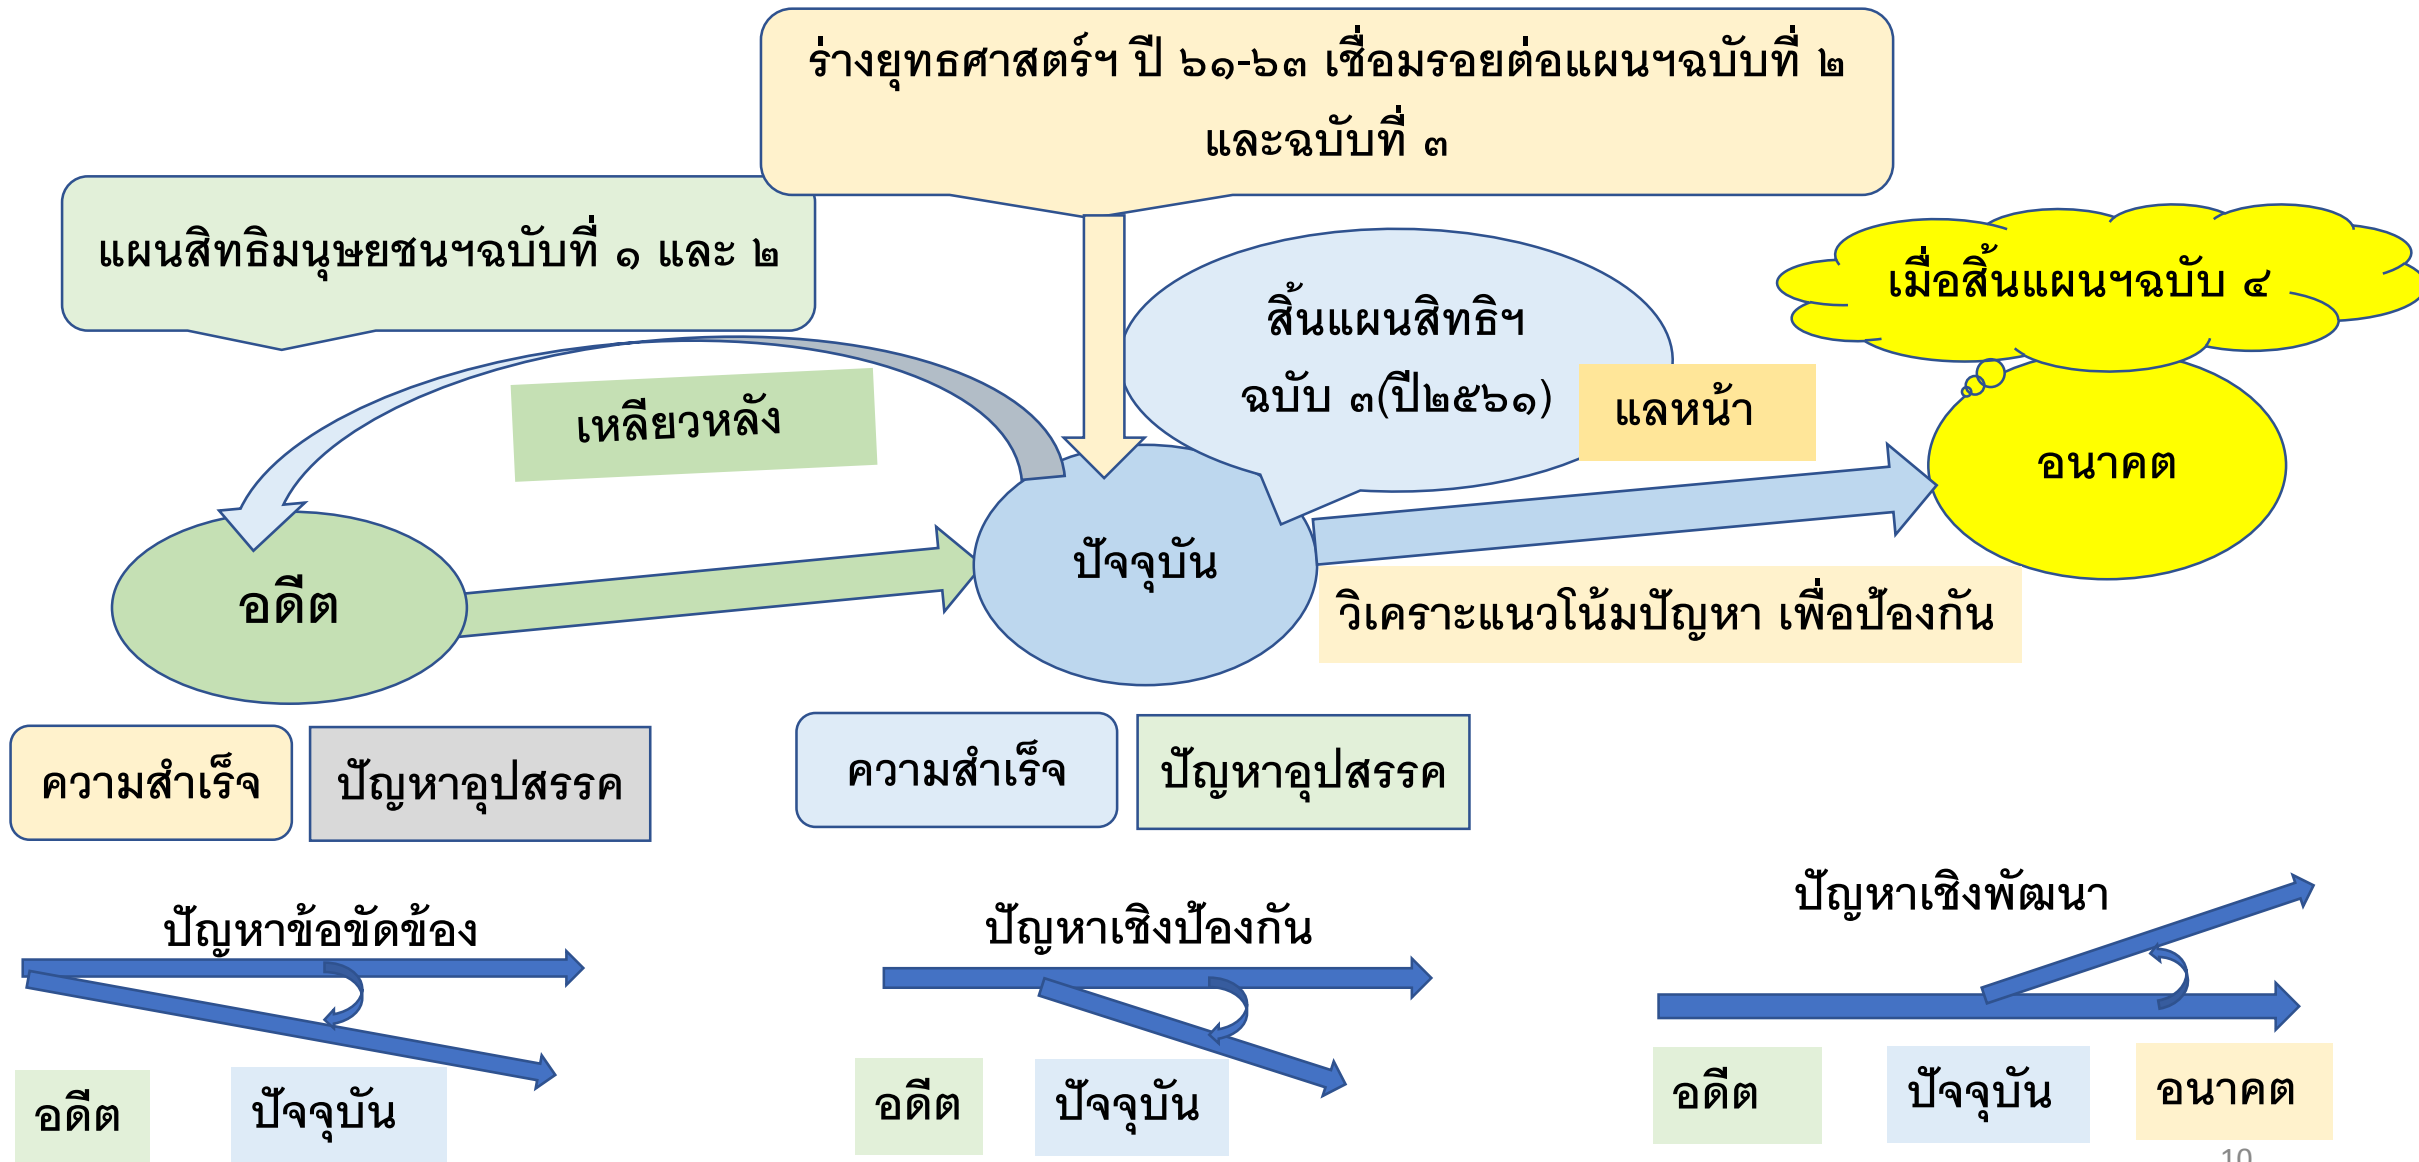 ร่างยุทธศาสตร์ฯ ปี ๖๑-๖๓ เชื่อมรอยต่อแผนฯฉบับที่ ๒
และฉบับที่ ๓
แผนสิทธิมนุษยชนฯฉบับที่ ๑ และ ๒
เมื่อสิ้นแผนฯฉบับ ๔
สิ้นแผนสิทธิฯ
ฉบับ ๓(ปี๒๕๖๑)
เหลียวหลัง
แลหน้า
อนาคต
อดีต
ปัจจุบัน
วิเคราะแนวโน้มปัญหา เพื่อป้องกัน
ความสำเร็จ
ปัญหาอุปสรรค
ความสำเร็จ
ปัญหาอุปสรรค
ปัญหาข้อขัดข้อง
ปัญหาเชิงป้องกัน
ปัญหาเชิงพัฒนา
อดีต
ปัจจุบัน
อดีต
ปัจจุบัน
อดีต
ปัจจุบัน
อนาคต
10